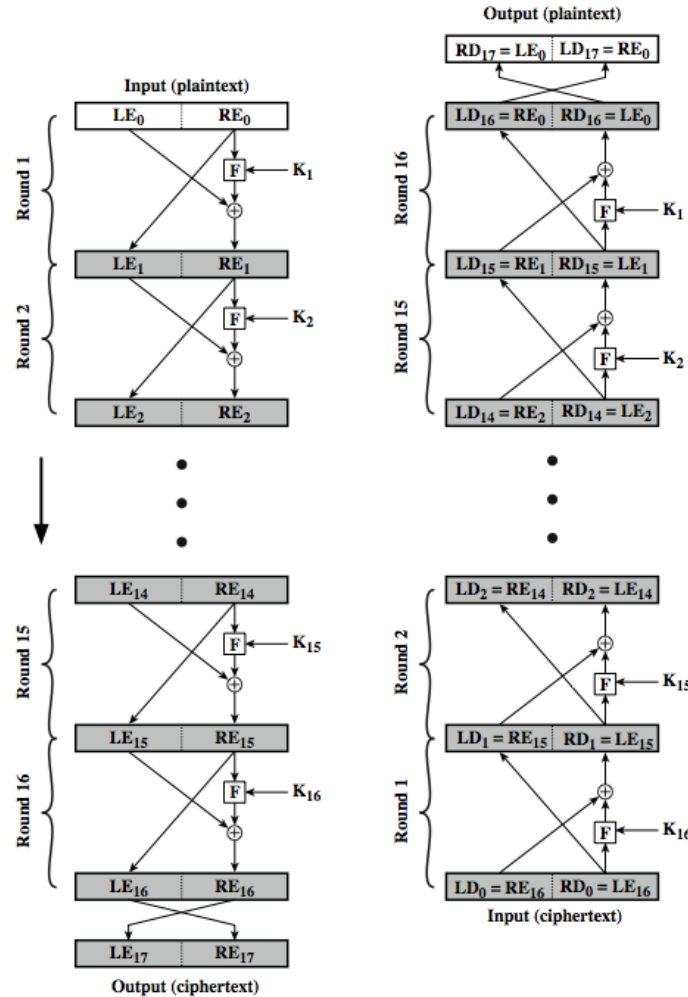 Input (plaintext)
LE₀ RE₀
Round 1
F
K₁
+
LE₁ RE₁
Round 2
F
K₂
+
LE₂ RE₂
LE₁₄ RE₁₄
Round 15
F
K₁₅
+
LE₁₅ RE₁₅
Round 16
F
K₁₆
+
LE₁₆ RE₁₆
LE₁₇ RE₁₇
Output (ciphertext)
Output (plaintext)
RD₁₇ = LE₀ LD₁₇ = RE₀
LD₁₆ = RE₀ RD₁₆ = LE₀
Round 16
+
F
K₁
LD₁₅ = RE₁ RD₁₅ = LE₁
Round 15
+
F
K₂
LD₁₄ = RE₂ RD₁₄ = LE₂
LD₂ = RE₁₄ RD₂ = LE₁₄
Round 2
+
F
K₁₅
LD₁ = RE₁₅ RD₁ = LE₁₅
Round 1
+
F
K₁₆
LD₀ = RE₁₆ RD₀ = LE₁₆
Input (ciphertext)